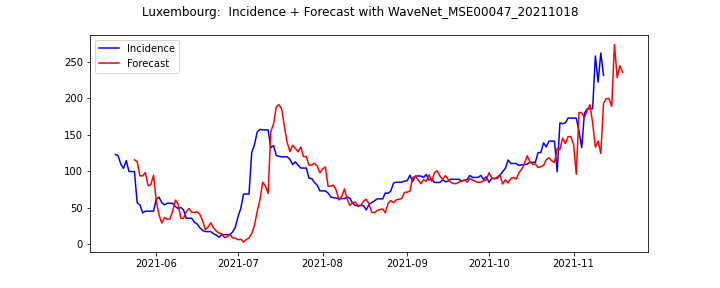 Luxembourg:  Incidence + Forecast with WaveNet_MSE00047_20211018
Incidence
Forecast
250
200
150
100
50
0
2021-06 2021-07 2021-08 2021-09 2021-10 2021-11